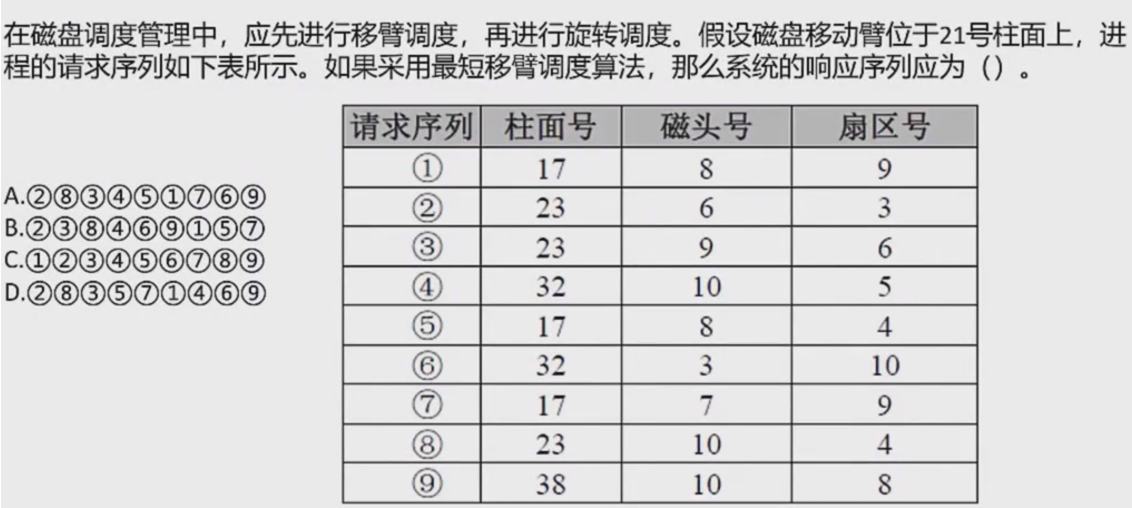 在磁盘调度管理中，应先进行移臂调度，再进行旋转调度。假设磁盘移动臂位于21号柱面上，进
程的请求序列如下表所示。如果采用最短移臂调度算法，那么系统的响应序列应为（）。
A.②⑧③④⑤①⑦⑥⑨
B.②③⑧④⑥⑨①⑤⑦
C.①②③④⑤⑥⑦⑧⑨
D.②⑧③⑤⑦①④⑥⑨
请求序列 柱面号 磁头号 扇区号
① 17 8 9
② 23 6 3
③ 23 9 6
④ 32 10 5
⑤ 17 8 4
⑥ 32 3 10
⑦ 17 7 9
⑧ 23 10 4
⑨ 38 10 8